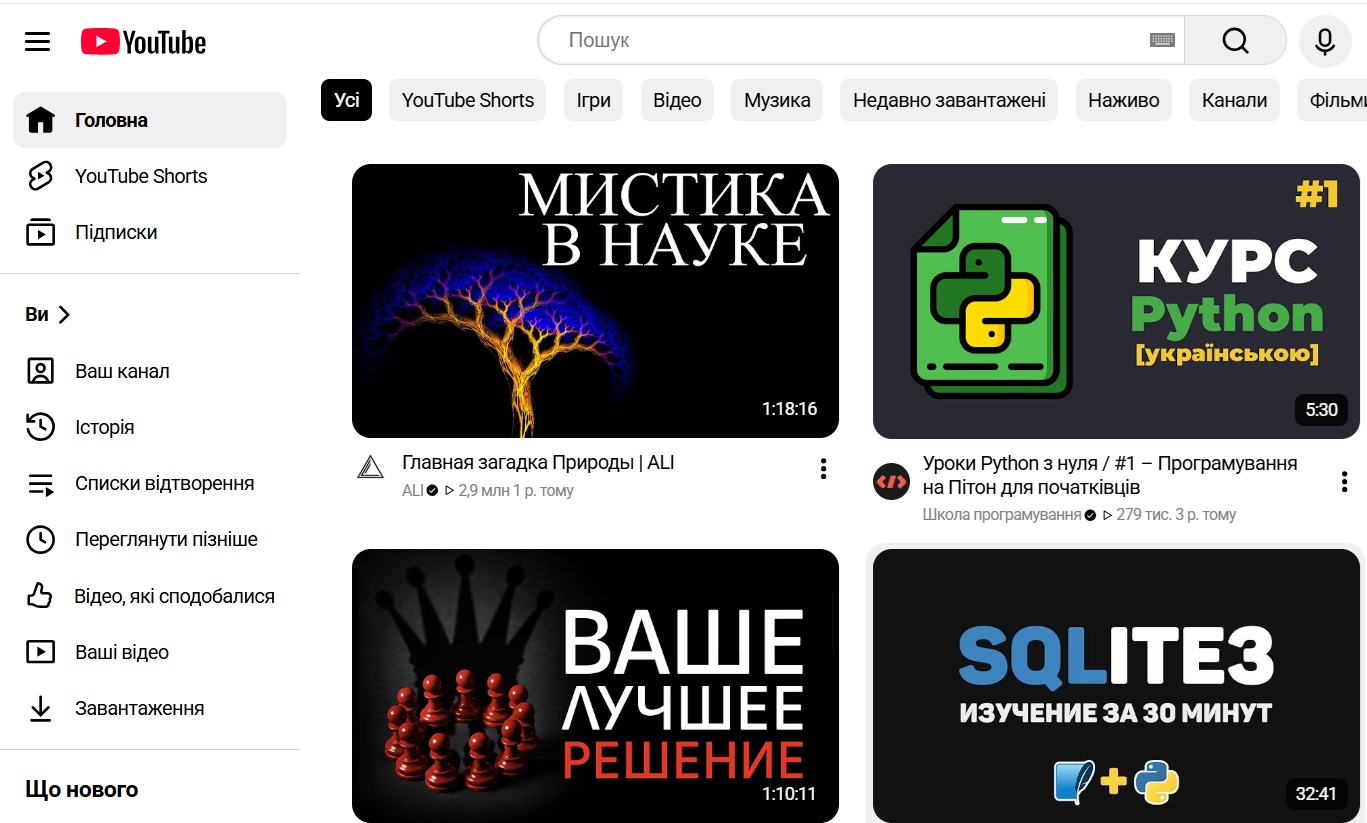 YouTube
Пошук
Усі
YouTube Shorts
Ігри
Відео
Музика
Недавно завантажені
Наживо
Канали
Головна
YouTube Shorts
Підписки
Ви
Ваш канал
Історія
Списки відтворення
Переглянути пізніше
Відео, які сподобалися
Ваші відео
Завантаження
Що нового
МИСТИКА
В НАУКЕ
1:18:16
Главная загадка Природы | ALI
ALI 2,9 млн 1 р. тому
#1
КУРС
Python
[українською]
5:30
Уроки Python з нуля / #1 – Програмування
на Пітон для початківців
Школа програмування 279 тис. 3 р. тому
ВАШЕ
ЛУЧШЕЕ
РЕШЕНИЕ
1:10:11
SQLITE3
ИЗУЧЕНИЕ ЗА 30 МИНУТ
32:41